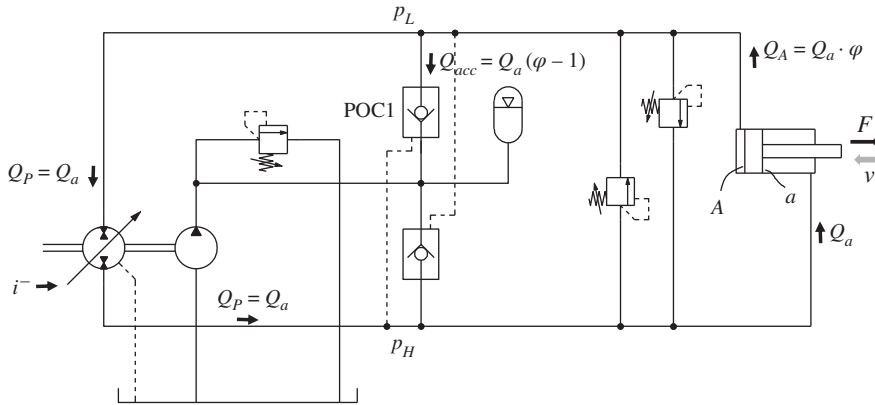 p_L
Q_acc = Q_a (φ – 1)
Q_A = Q_a · φ
POC1
F
v
Q_P = Q_a
A
a
Q_a
i⁻
Q_P = Q_a
p_H